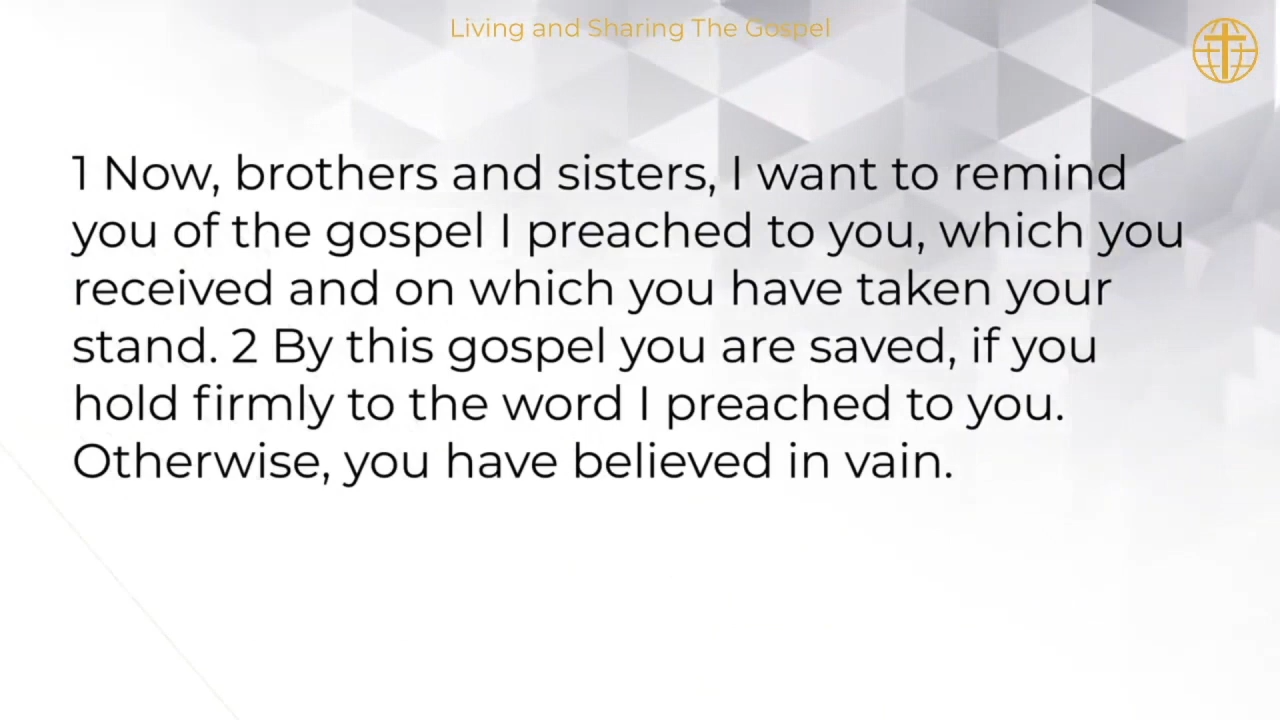 Living and Sharing The Gospel
1 Now, brothers and sisters, I want to remind
you of the gospel I preached to you, which you
received and on which you have taken your
stand. 2 By this gospel you are saved, if you
hold firmly to the word I preached to you.
Otherwise, you have believed in vain.